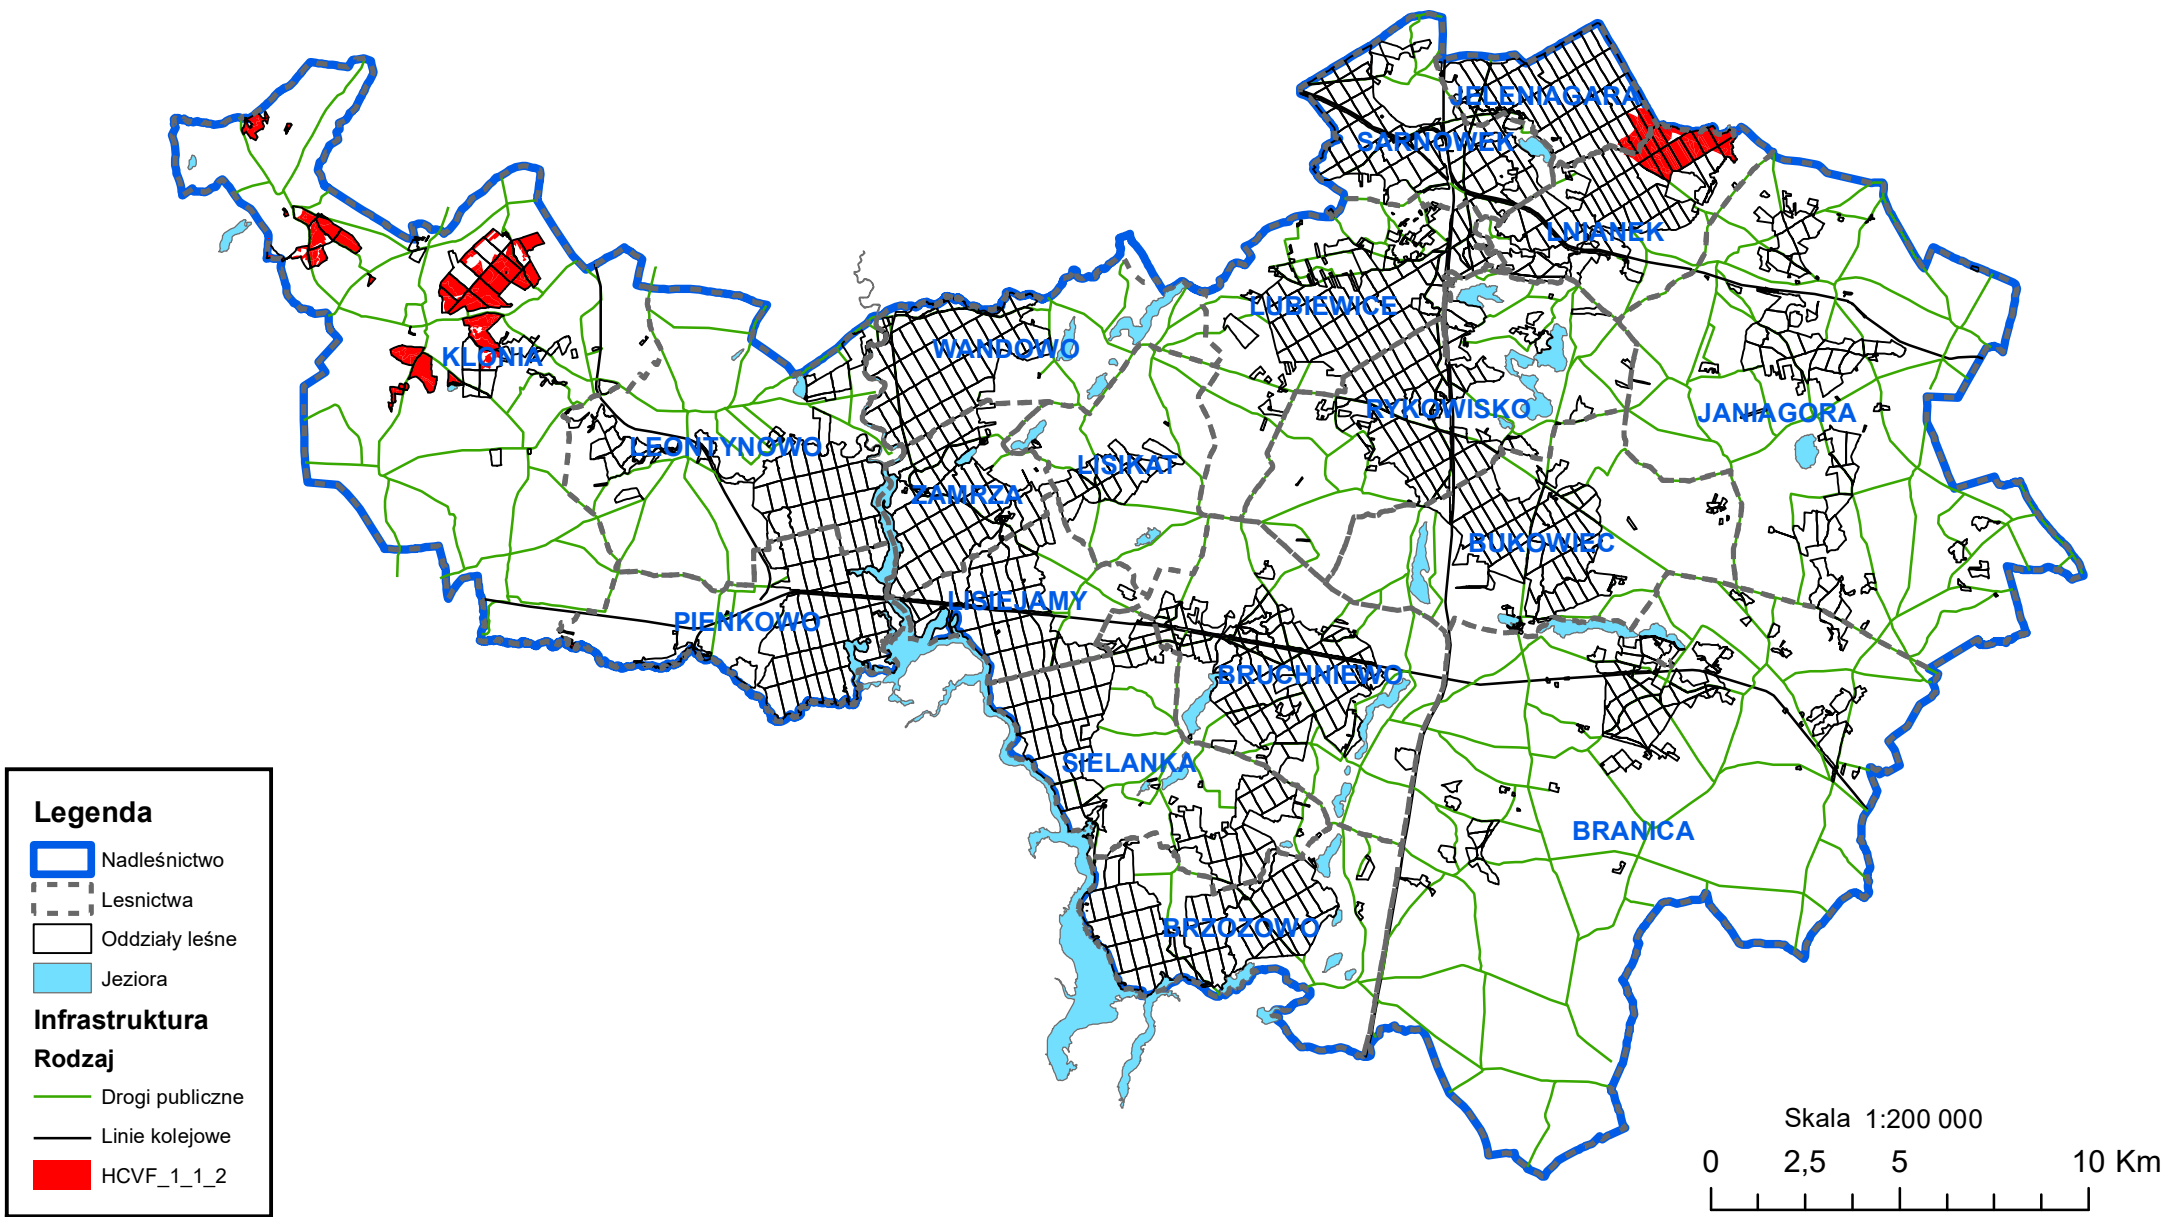 JELENIAGARA
SARNOWEK
LNIANEK
LUBIEWICE
WANDOWO
KLONIA
RYKOWISKO
JANIAGORA
LEONTYNOWO
LISIKAT
ZAMRZA
BUKOWIEC
LISIEJAMY
PIENKOWO
BRUCHNIEWO
SIELANKA
BRANICA
BRZOZOWO
Legenda
Nadleśnictwo
Lesnictwa
Oddziały leśne
Jeziora
Infrastruktura
Rodzaj
Drogi publiczne
Linie kolejowe
HCVF_1_1_2
Skala 1:200 000
0 2,5 5 10 Km